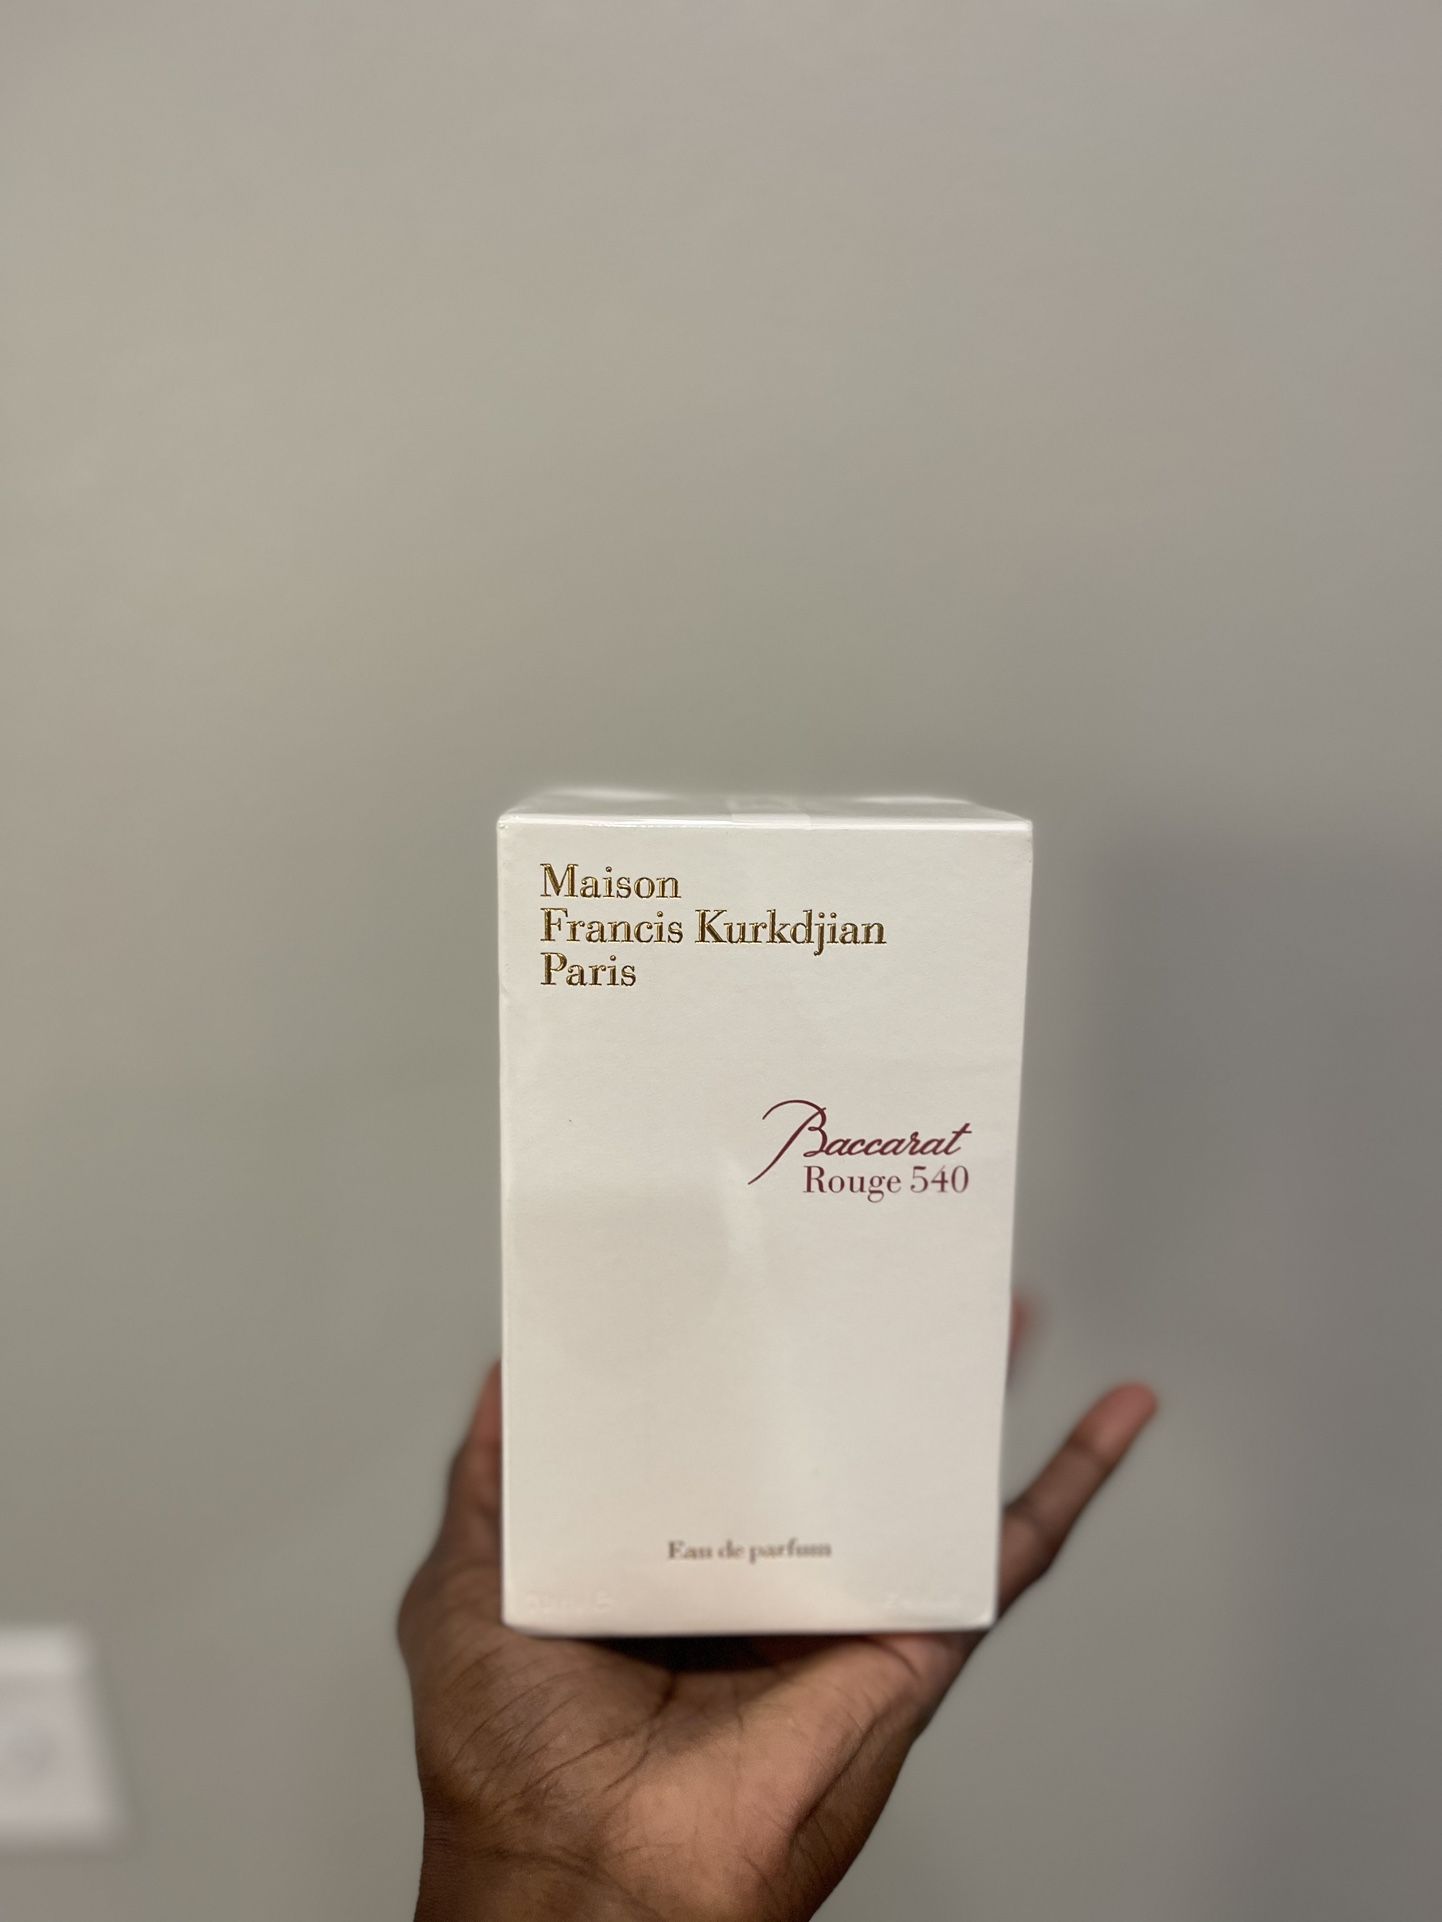 Maison
Francis Kurkdjian
Paris
Baccarat
Rouge 540
Eau de parfum